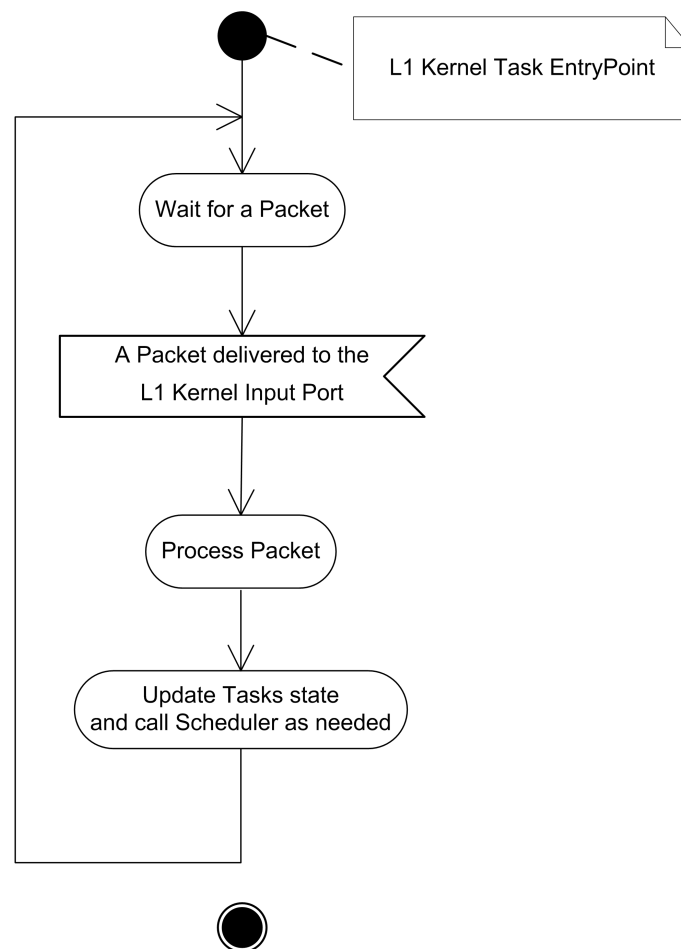 L1 Kernel Task EntryPoint
Wait for a Packet
A Packet delivered to the
L1 Kernel Input Port
Process Packet
Update Tasks state
and call Scheduler as needed